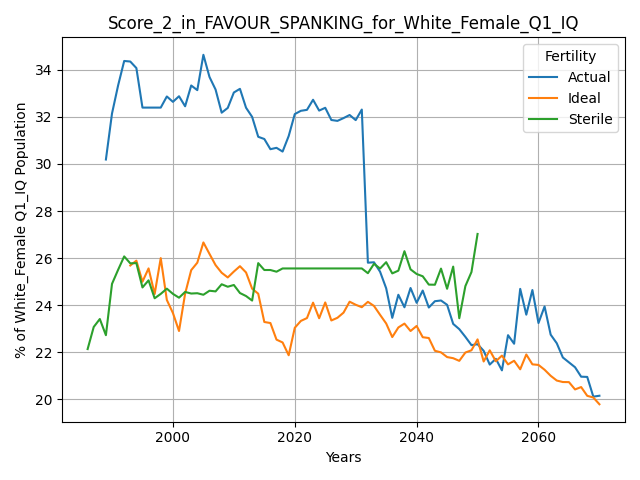 Score_2_in_FAVOUR_SPANKING_for_White_Female_Q1_IQ
% of White_Female Q1_IQ Population
34
32
30
28
26
24
22
20
Fertility
Actual
Ideal
Sterile
2000
2020
2040
2060
Years